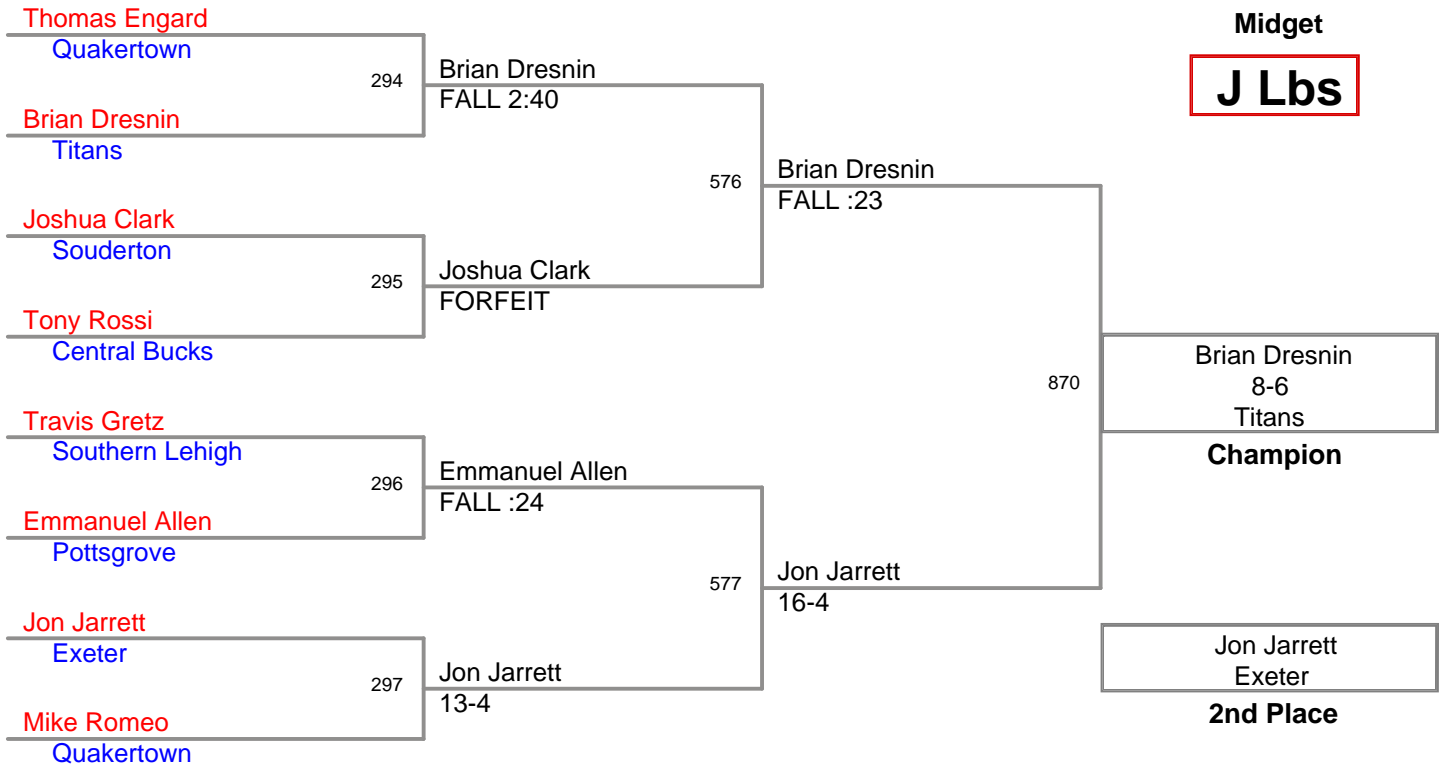 Thomas Engard
Quakertown
294
Brian Dresnin
Titans
Brian Dresnin
FALL 2:40
Joshua Clark
Souderton
295
Tony Rossi
Central Bucks
Joshua Clark
FORFEIT
576
Brian Dresnin
FALL :23
Travis Gretz
Southern Lehigh
296
Emmanuel Allen
Pottsgrove
Emmanuel Allen
FALL :24
Jon Jarrett
Exeter
297
Mike Romeo
Quakertown
Jon Jarrett
13-4
577
Jon Jarrett
16-4
870
Midget
J Lbs
Brian Dresnin
8-6
Titans
Champion
Jon Jarrett
Exeter
2nd Place